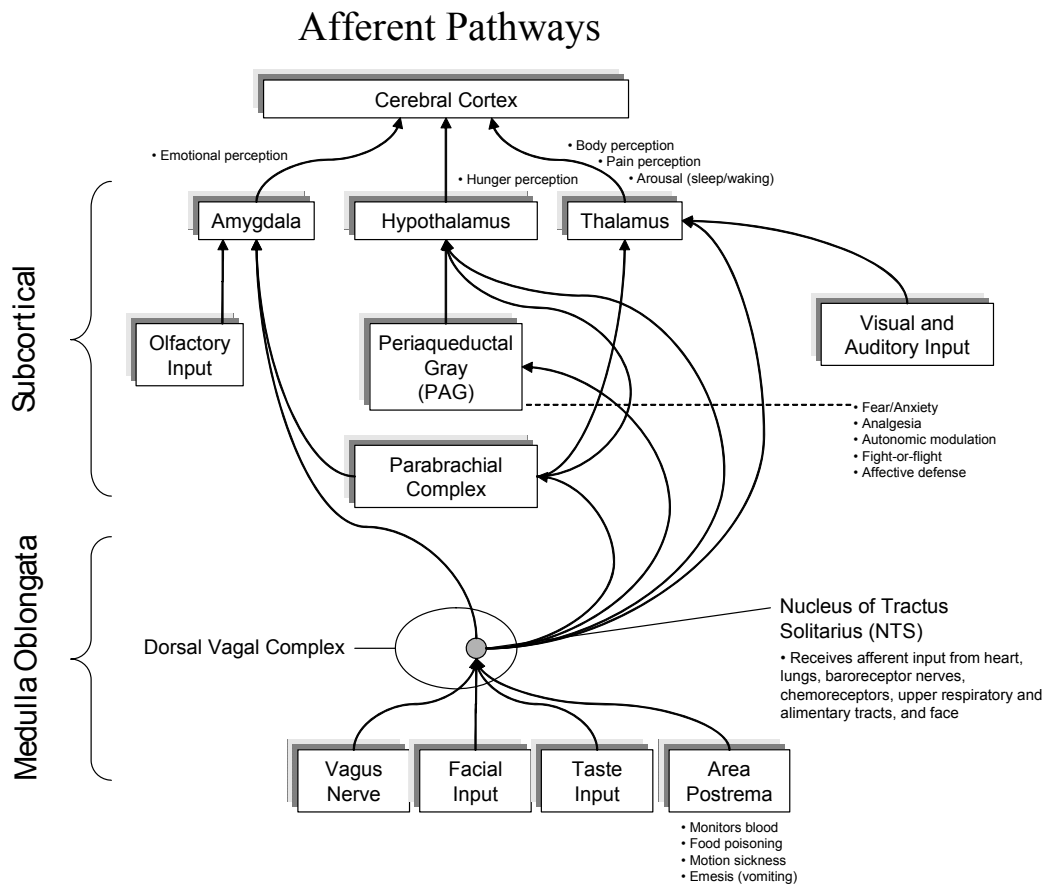 Afferent Pathways
Cerebral Cortex
• Emotional perception
• Hunger perception
• Body perception
• Pain perception
• Arousal (sleep/waking)
Subcortical
Amygdala
Hypothalamus
Thalamus
Olfactory
Input
Periaqueductal
Gray
(PAG)
Visual and
Auditory Input
• Fear/Anxiety
• Analgesia
• Autonomic modulation
• Fight-or-flight
• Affective defense
Parabrachial
Complex
Medulla Oblongata
Dorsal Vagal Complex
Nucleus of Tractus
Solitarius (NTS)
• Receives afferent input from heart,
lungs, baroreceptor nerves,
chemoreceptors, upper respiratory and
alimentary tracts, and face
Vagus
Nerve
Facial
Input
Taste
Input
Area
Postrema
• Monitors blood
• Food poisoning
• Motion sickness
• Emesis (vomiting)